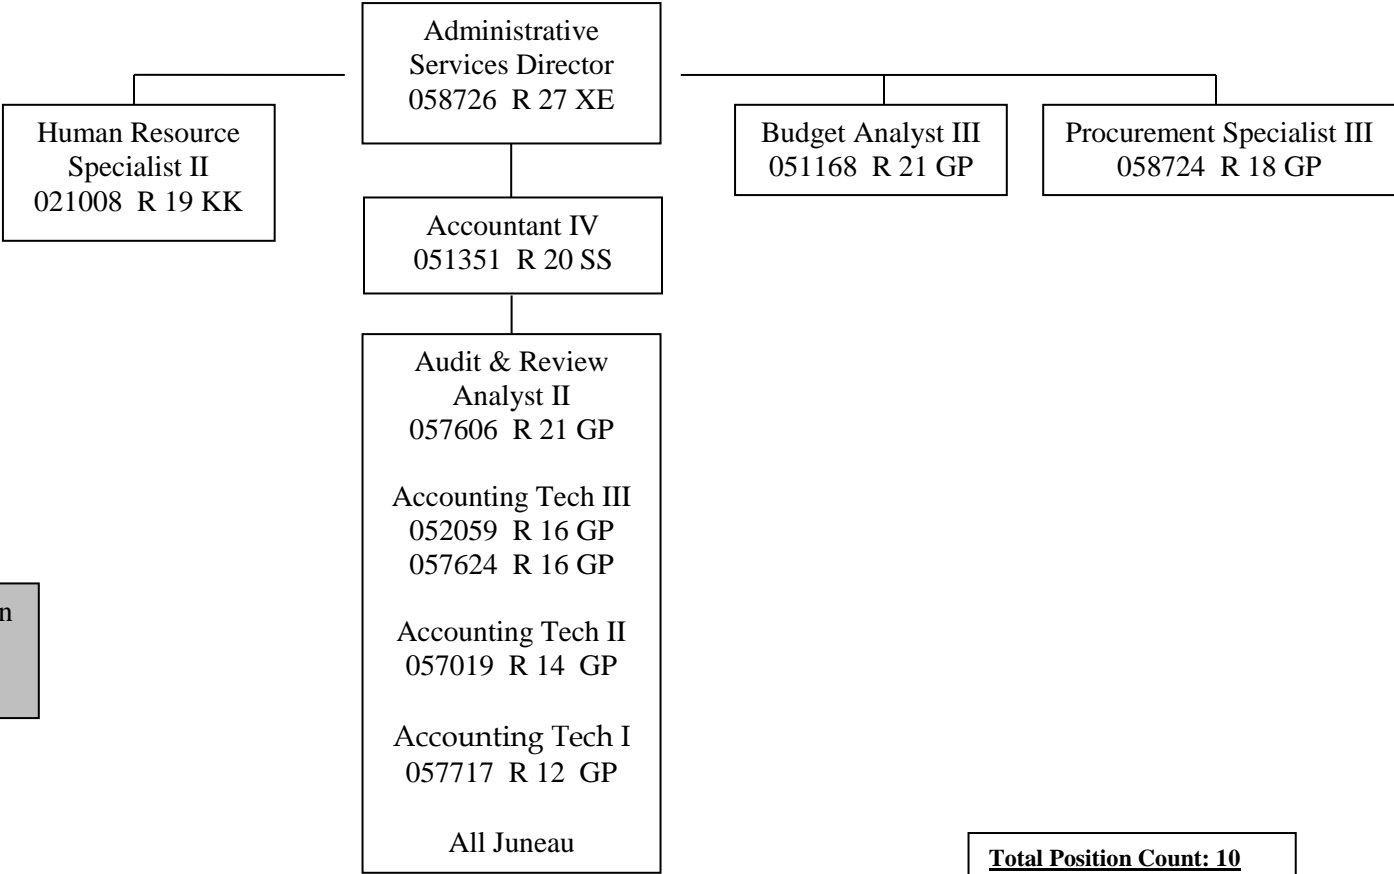 Administrative
Services Director
058726 R 27 XE
Human Resource
Specialist II
021008 R 19 KK
Budget Analyst III
051168 R 21 GP
Procurement Specialist III
058724 R 18 GP
Accountant IV
051351 R 20 SS
Audit & Review
Analyst II
057606 R 21 GP
Accounting Tech III
052059 R 16 GP
057624 R 16 GP
Accounting Tech II
057019 R 14 GP
Accounting Tech I
057717 R 12 GP
All Juneau
Total Position Count: 10